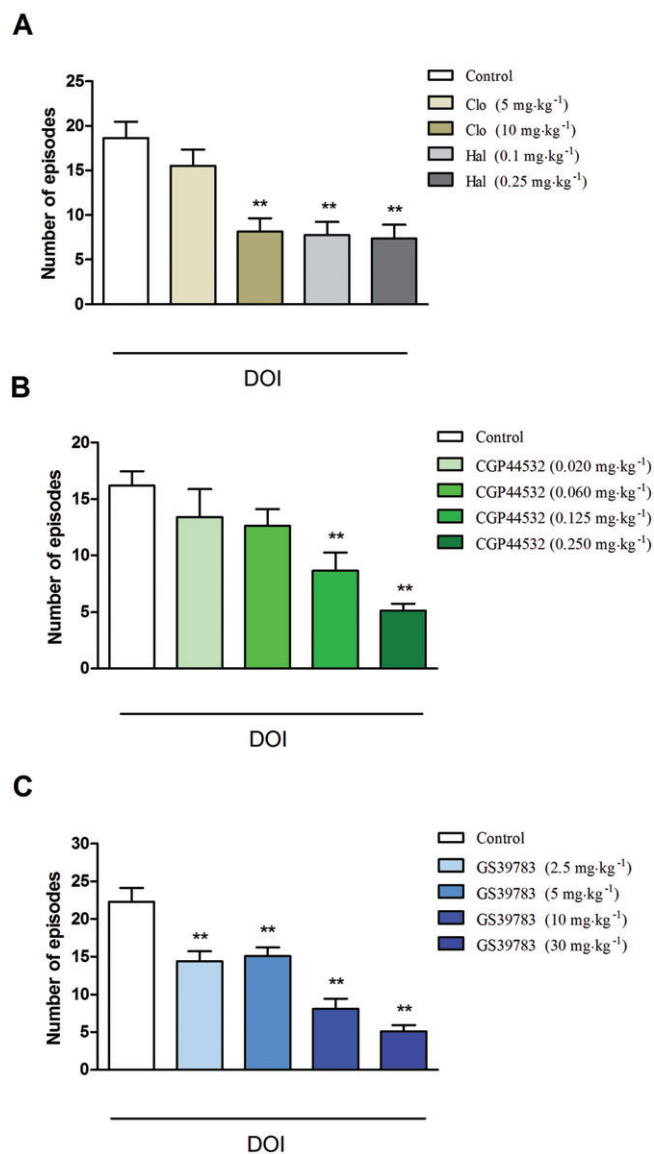 A
Number of episodes
25
20
15
10
5
0
** ** **
DOI
Control
Clo (5 mg·kg⁻¹)
Clo (10 mg·kg⁻¹)
Hal (0.1 mg·kg⁻¹)
Hal (0.25 mg·kg⁻¹)
B
Number of episodes
20
15
10
5
0
**
**
DOI
Control
CGP44532 (0.020 mg·kg⁻¹)
CGP44532 (0.060 mg·kg⁻¹)
CGP44532 (0.125 mg·kg⁻¹)
CGP44532 (0.250 mg·kg⁻¹)
C
Number of episodes
30
25
20
15
10
5
0
** **
**
**
DOI
Control
GS39783 (2.5 mg·kg⁻¹)
GS39783 (5 mg·kg⁻¹)
GS39783 (10 mg·kg⁻¹)
GS39783 (30 mg·kg⁻¹)